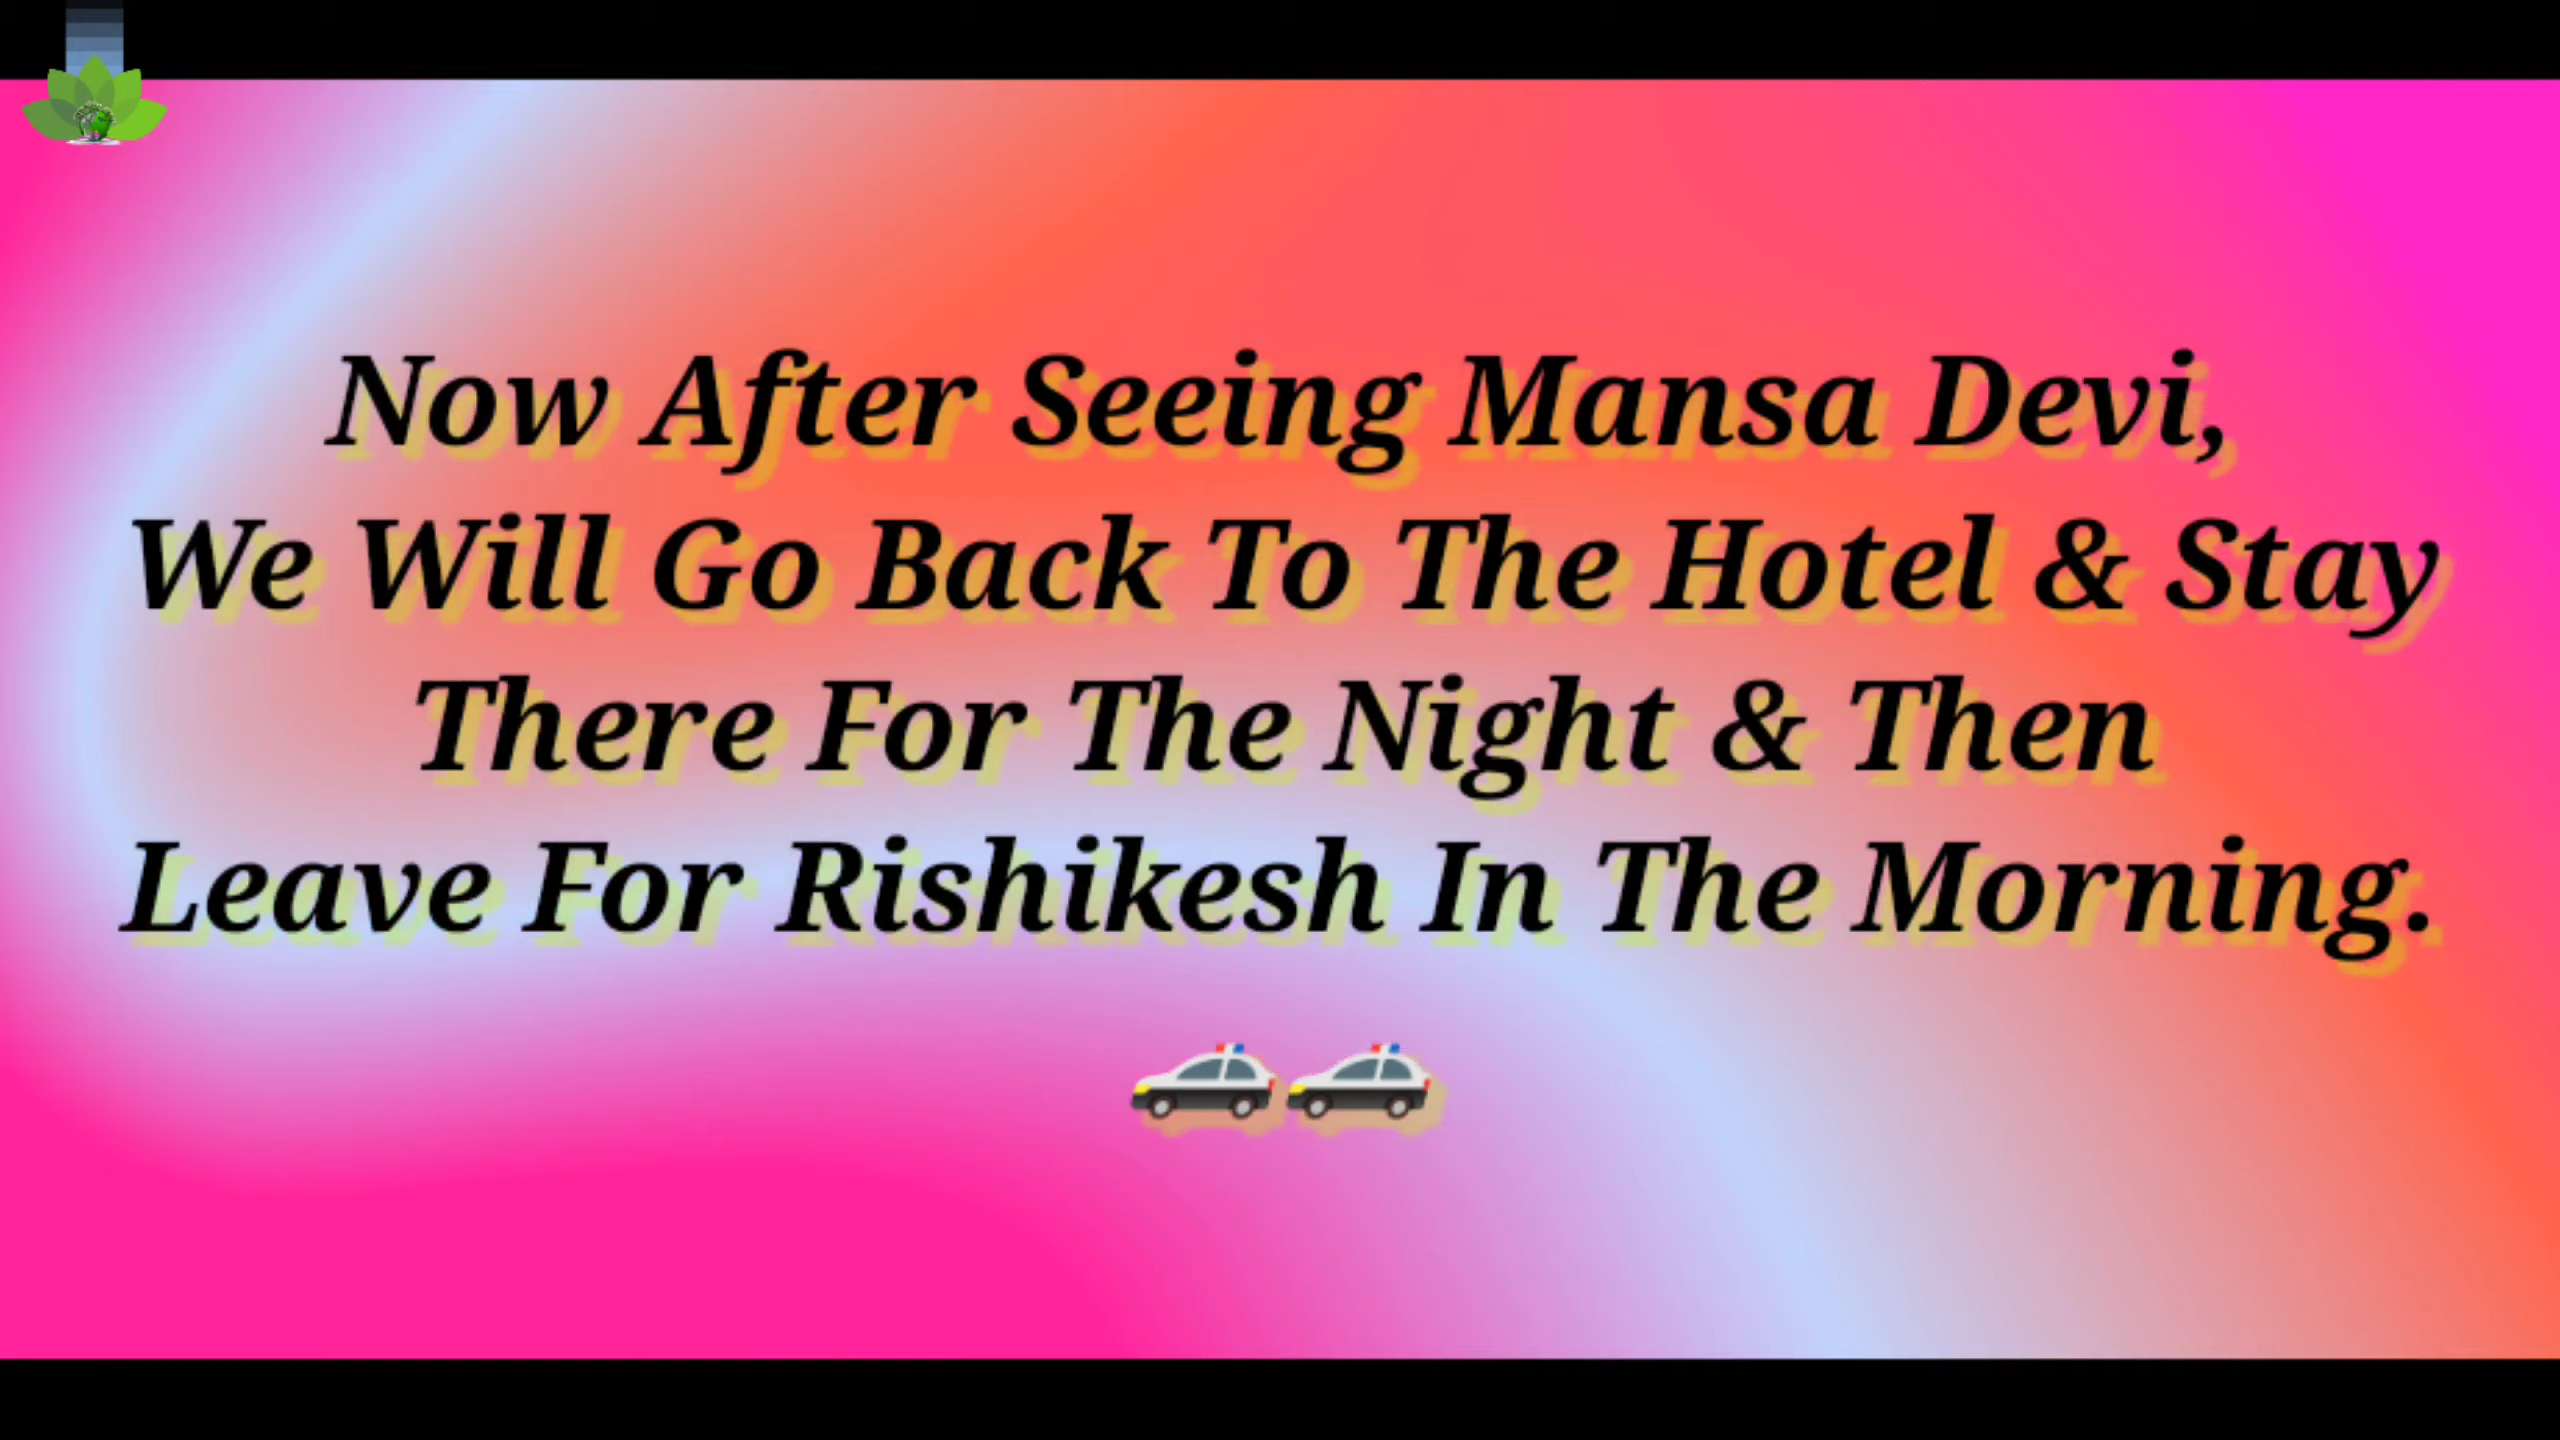 Now After Seeing Mansa Devi,
We Will Go Back To The Hotel & Stay
There For The Night & Then
Leave For Rishikesh In The Morning.
🚓🚓